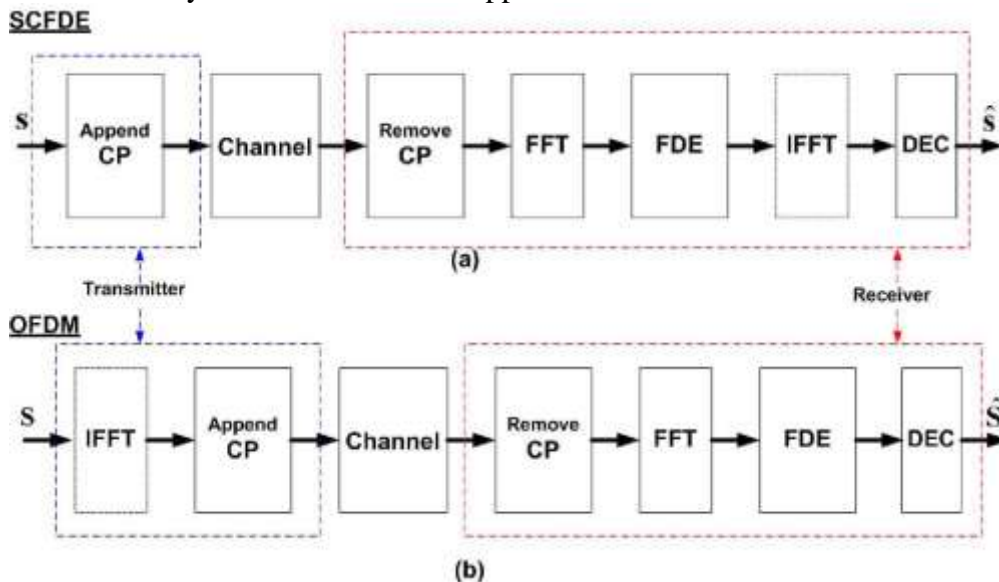 SCFDE
s
Append
CP
Channel
Remove
CP
FFT
FDE
IFFT
DEC
ŝ
(a)
Transmitter
Receiver
OFDM
S
IFFT
Append
CP
Channel
Remove
CP
FFT
FDE
DEC
Ŝ
(b)